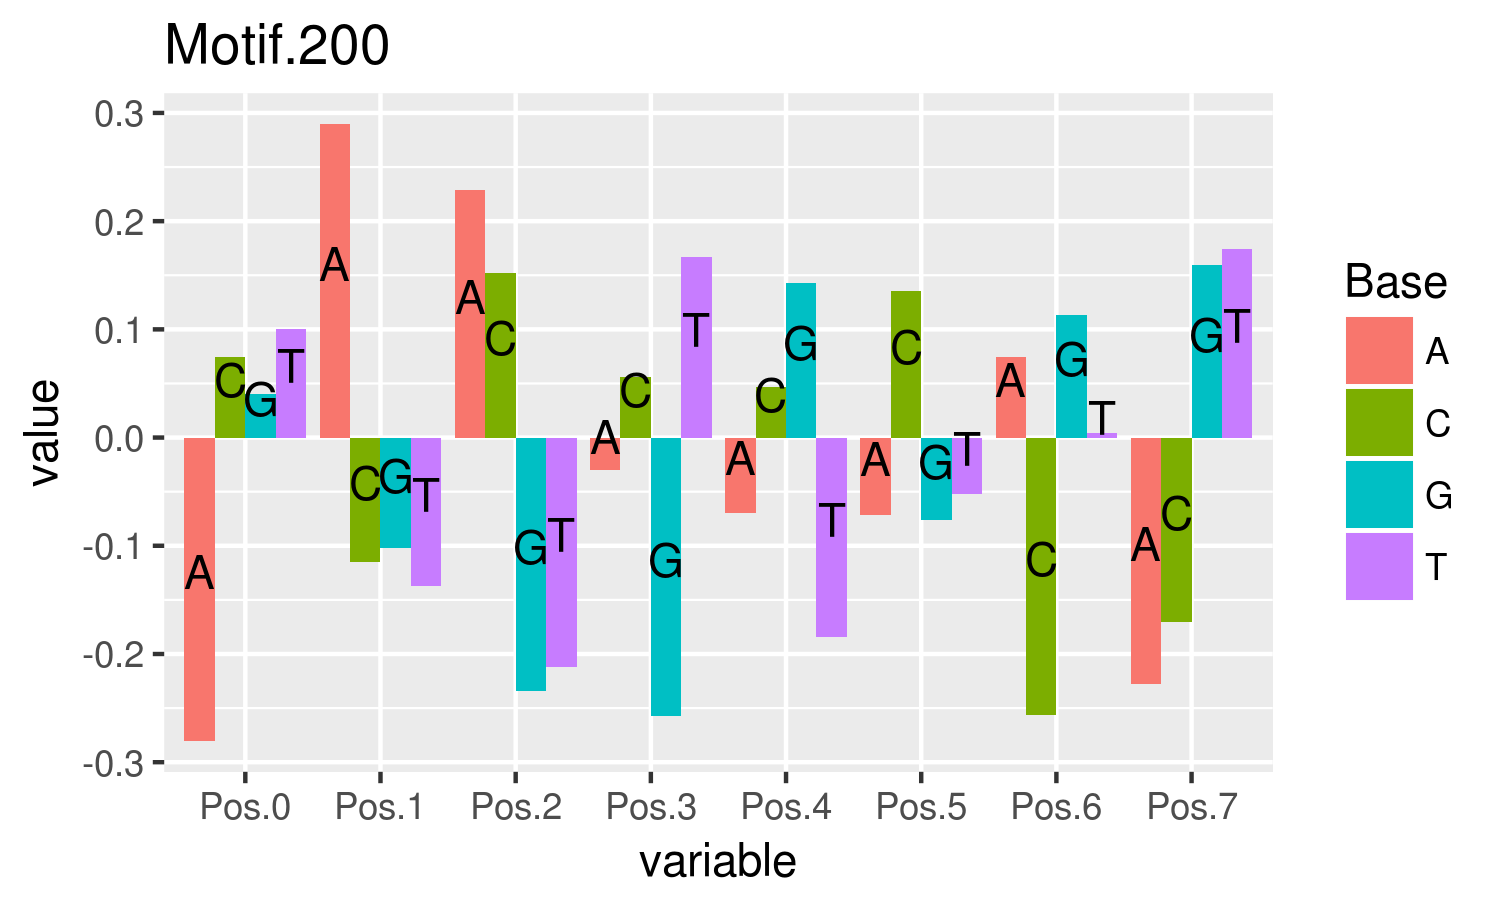 Motif.200
0.3
0.2
0.1
0.0
-0.1
-0.2
-0.3
value
A C G T
A C G T
A C G T
A C G T
A C G T
A C G T
A C G T
A C G T
Pos.0 Pos.1 Pos.2 Pos.3 Pos.4 Pos.5 Pos.6 Pos.7
variable
Base
A
C
G
T